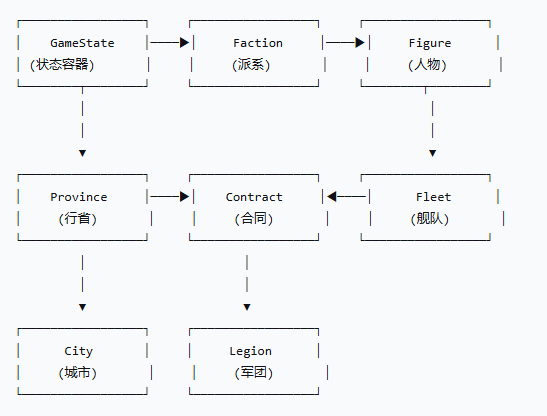 GameState Faction Figure
(状态容器) (派系) (人物)
Province Contract Fleet
(行省) (合同) (舰队)
City Legion
(城市) (军团)